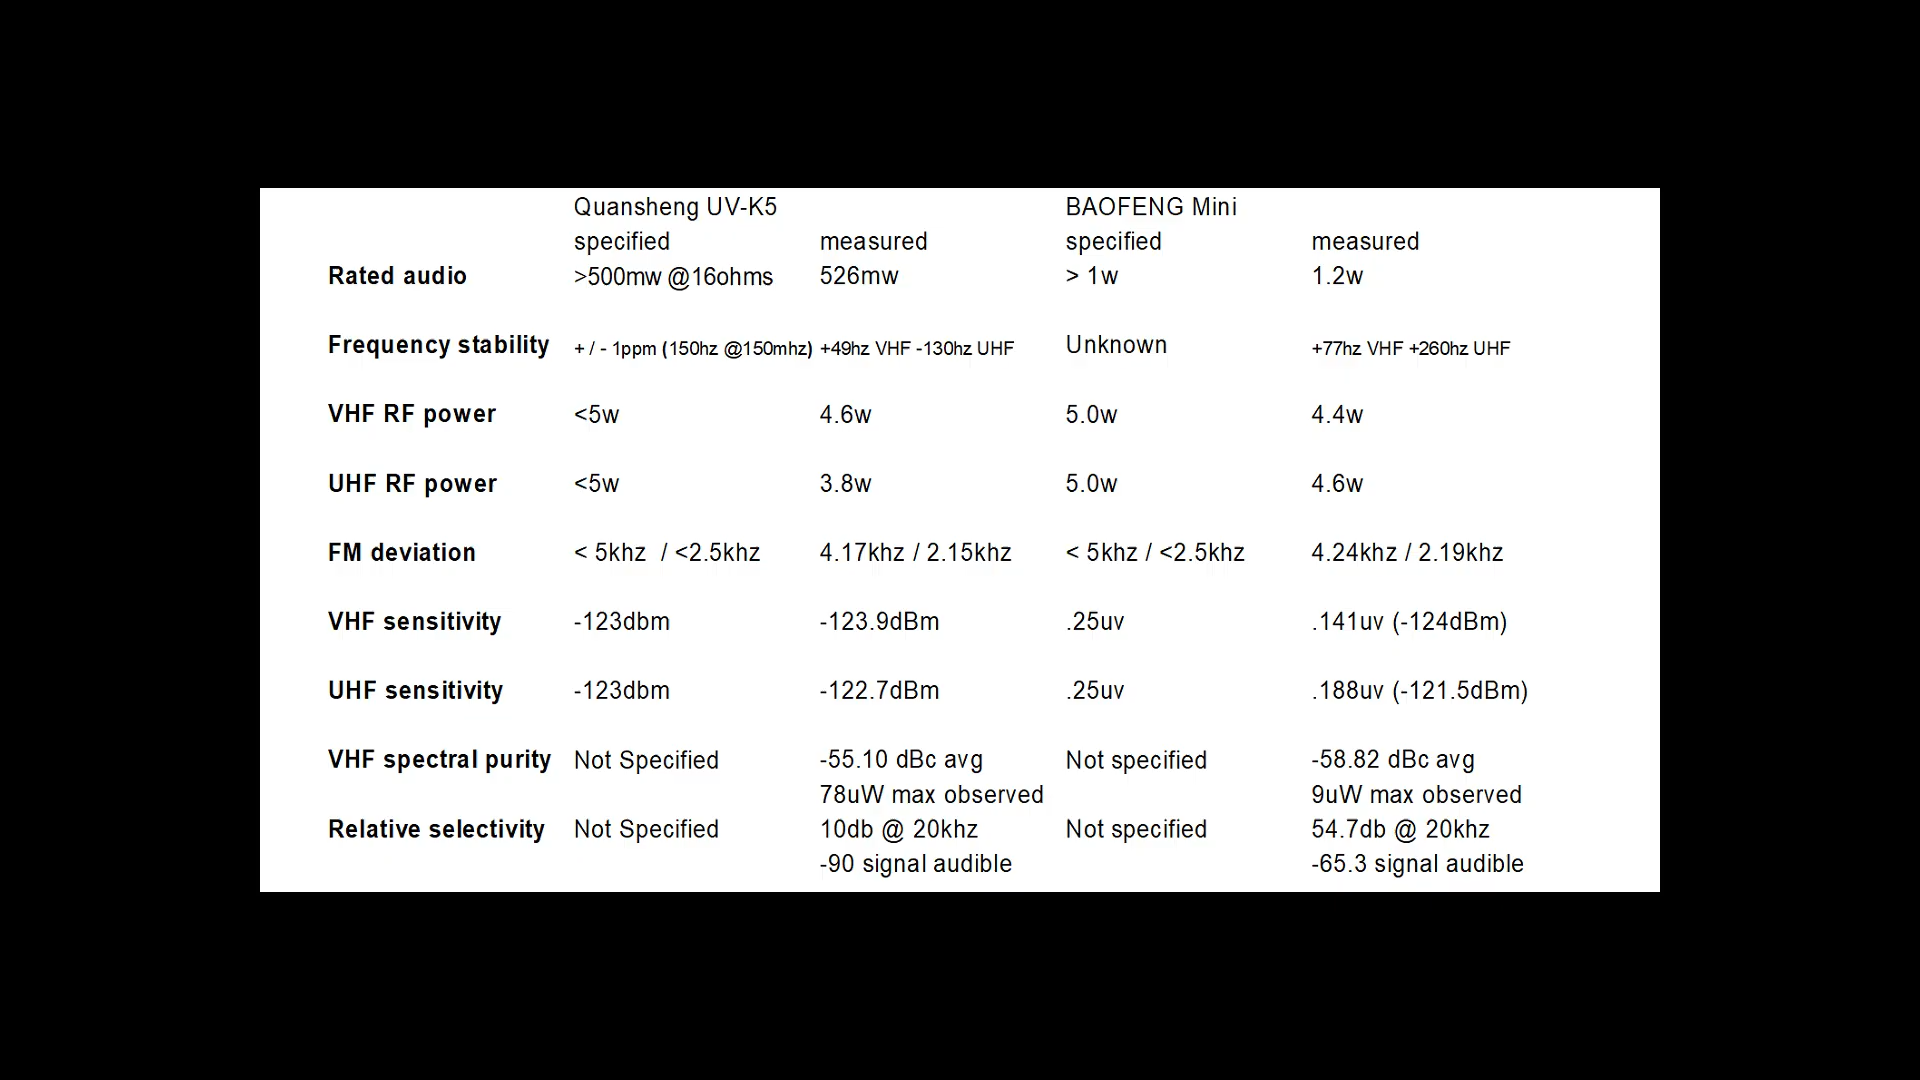 Quansheng UV-K5 BAOFENG Mini
specified measured specified measured
Rated audio >500mw @16ohms 526mw > 1w 1.2w
Frequency stability + / - 1ppm (150hz @150mhz) +49hz VHF -130hz UHF Unknown +77hz VHF +260hz UHF
VHF RF power <5w 4.6w 5.0w 4.4w
UHF RF power <5w 3.8w 5.0w 4.6w
FM deviation < 5khz / <2.5khz 4.17khz / 2.15khz < 5khz / <2.5khz 4.24khz / 2.19khz
VHF sensitivity -123dbm -123.9dBm .25uv .141uv (-124dBm)
UHF sensitivity -123dbm -122.7dBm .25uv .188uv (-121.5dBm)
VHF spectral purity Not Specified -55.10 dBc avg Not specified -58.82 dBc avg
78uW max observed 9uW max observed
Relative selectivity Not Specified 10db @ 20khz Not specified 54.7db @ 20khz
-90 signal audible -65.3 signal audible